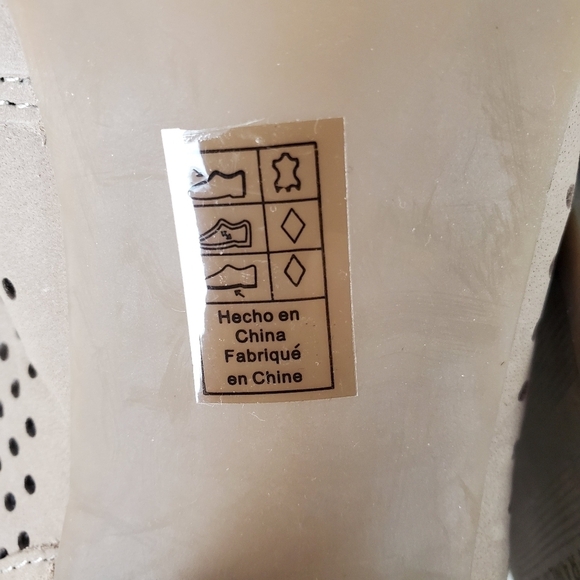 Hecho en
China
Fabriqué
en Chine